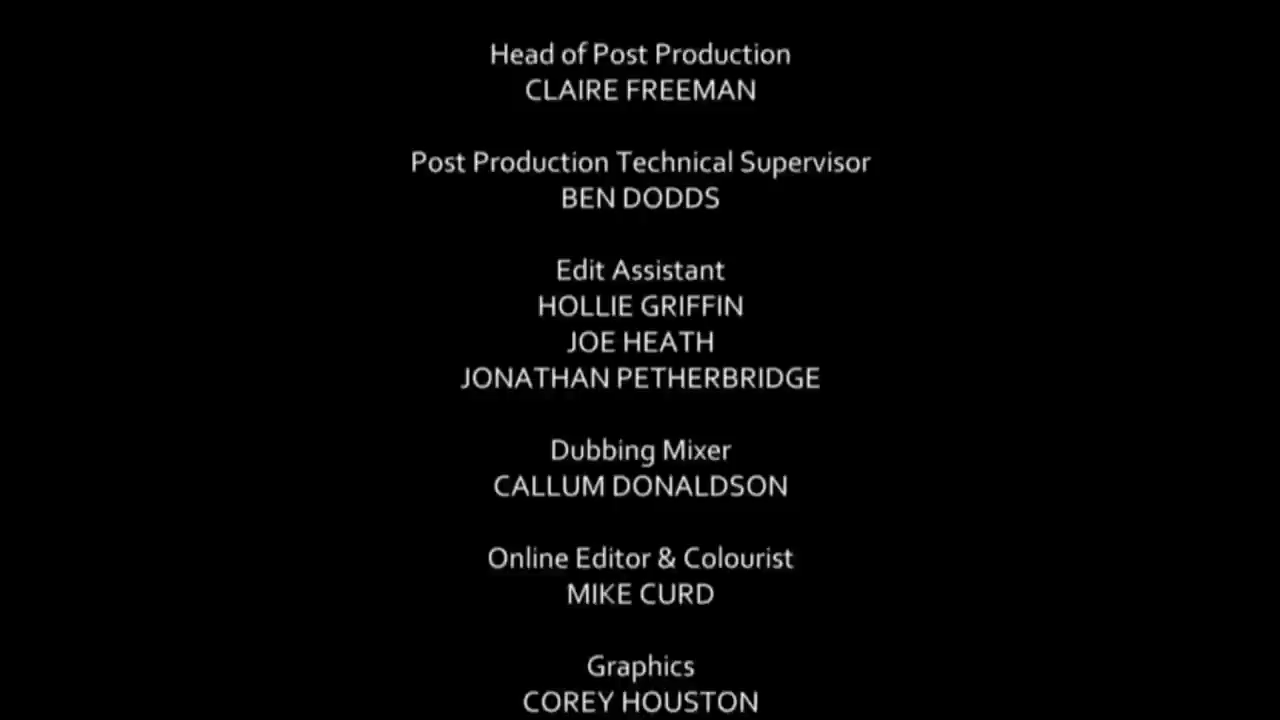 Head of Post Production
CLAIRE FREEMAN
Post Production Technical Supervisor
BEN DODDS
Edit Assistant
HOLLIE GRIFFIN
JOE HEATH
JONATHAN PETHERBRIDGE
Dubbing Mixer
CALLUM DONALDSON
Online Editor & Colourist
MIKE CURD
Graphics
COREY HOUSTON